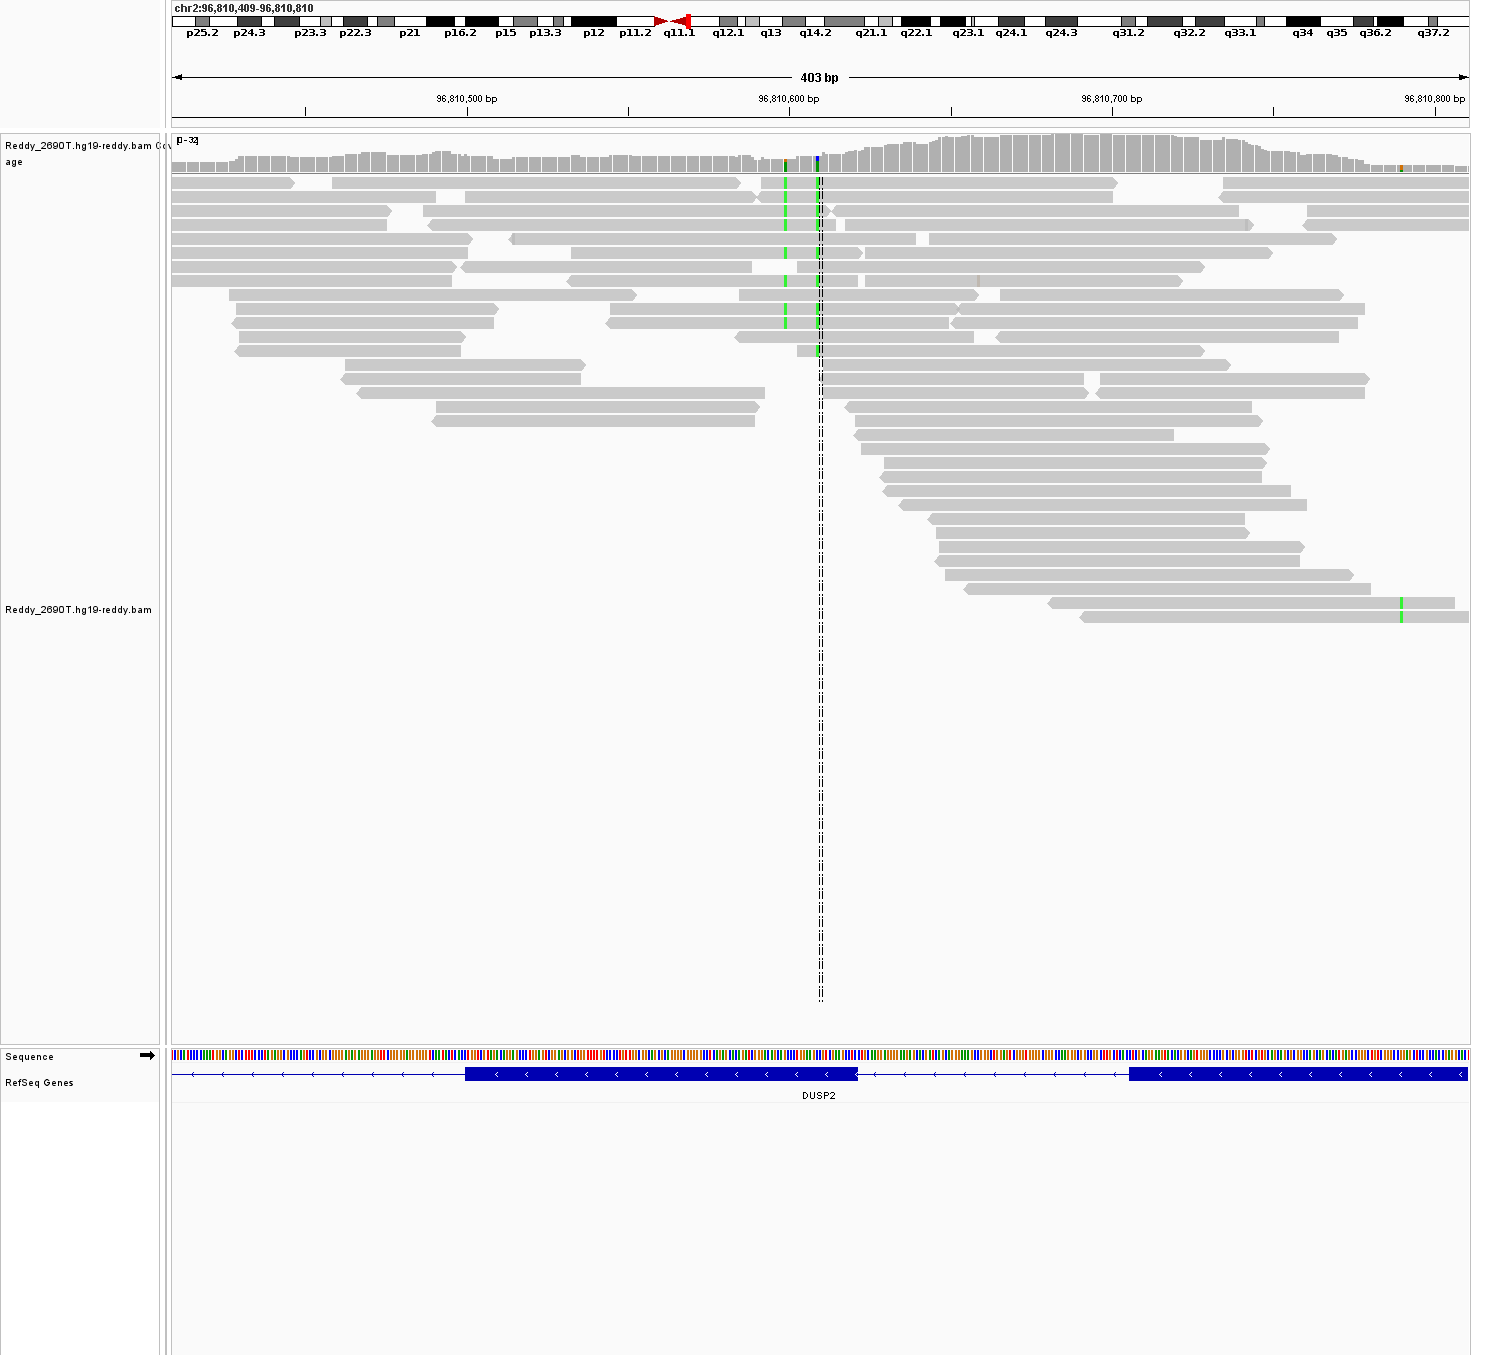 chr2:96,810,409-96,810,810
p25.2 p24.3 p23.3 p22.3 p21 p16.2 p15 p13.3 p12 p11.2 q11.1 q12.1 q13 q14.2 q21.1 q22.1 q23.1 q24.1 q24.3 q31.2 q32.2 q33.1 q34 q35 q36.2 q37.2
403 bp
96,810,500 bp 96,810,600 bp 96,810,700 bp 96,810,800 bp
[0-32]
Reddy_2690T.hg19-reddy.bam Cov
age
Reddy_2690T.hg19-reddy.bam
Sequence
RefSeq Genes
DUSP2